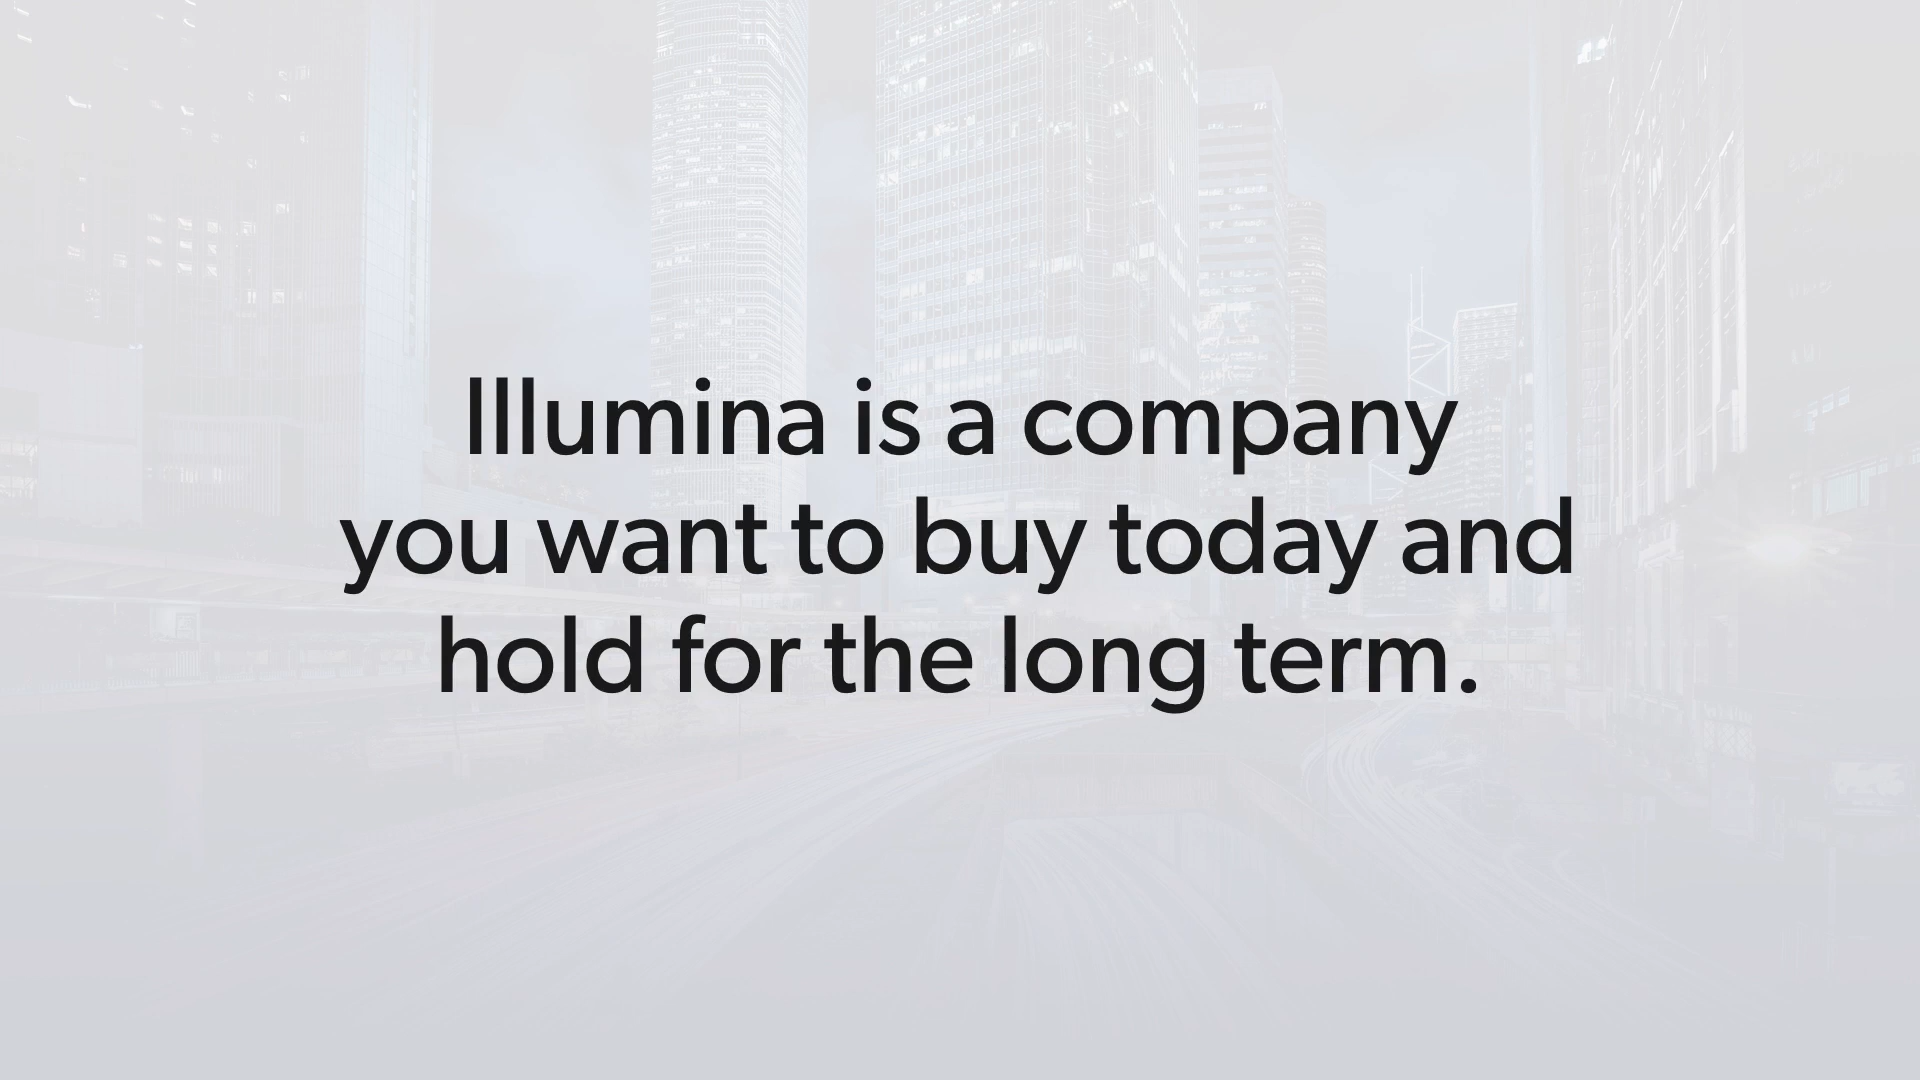 Illumina is a company
you want to buy today and
hold for the long term.